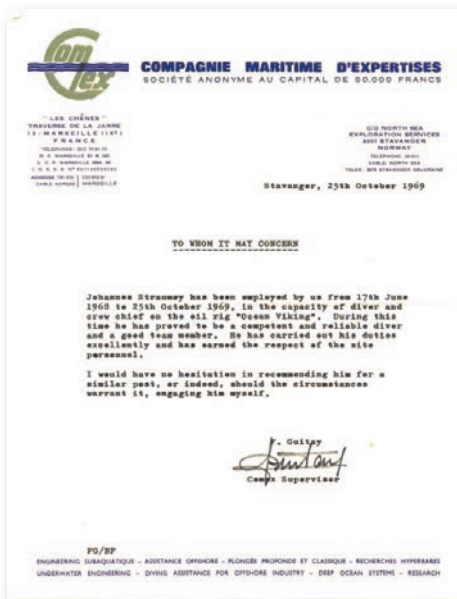 Com
ex
COMPAGNIE MARITIME D'EXPERTISES
SOCIÉTÉ ANONYME AU CAPITAL DE 50.000 FRANCS
"LES CHÊNES"
TRAVERSE DE LA JARRE
FRANCE
C/O NORTH SEA
EXPLORATION SERVICES
STAVANGER
NORWAY
Stavanger, 25th October 1969
TO WHOM IT MAY CONCERN
Johannes Straumøy has been employed by us from 17th June
1968 to 25th October 1969, in the capacity of diver and
crew chief on the oil rig "Ocean Viking". During this
time he has proved to be a competent and reliable diver
and a good team member. He has carried out his duties
excellently and has earned the respect of the site
personnel.
I would have no hesitation in recommending him for a
similar post, or indeed, should the circumstances
warrant it, engaging him myself.
Comex Supervisor
PG/BP
ENGINEERING SUBAQUATIQUE - ASSISTANCE OFFSHORE - PLONGÉE PROFONDE ET CLASSIQUE - RECHERCHES HYPERBARES
UNDERWATER ENGINEERING - DIVING ASSISTANCE FOR OFFSHORE INDUSTRY - DEEP OCEAN SYSTEMS - RESEARCH